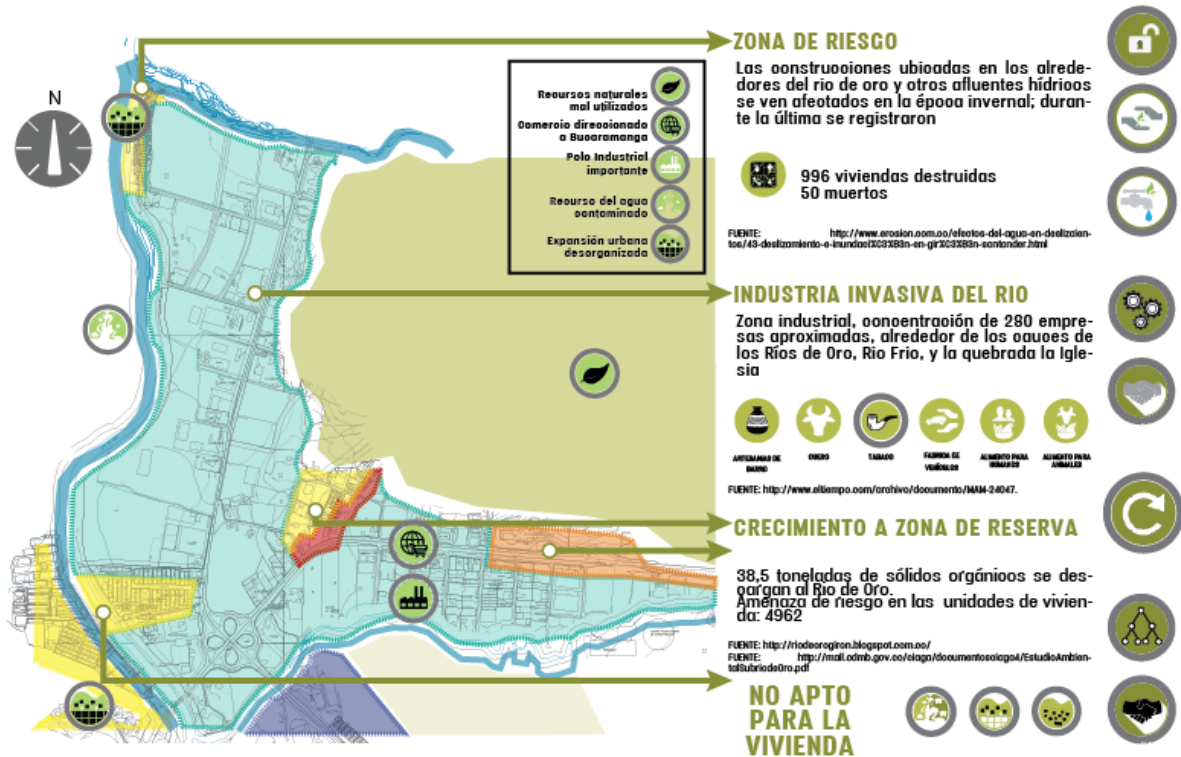 N
Recursos naturales
mal utilizados
Comercio direccionado
a Bucaramanga
Polo Industrial
importante
Recurso del agua
contaminado
Expansión urbana
desorganizada
ZONA DE RIESGO
Las construcciones ubicadas en los alrede-
dores del rio de oro y otros afluentes hídricos
se ven afectados en la época invernal; duran-
te la última se registraron
996 viviendas destruidas
50 muertos
FUENTE: http://www.erosion.com.co/efectos-del-agua-en-deslizaien-
tos/43-deslizamiento-e-inundaci%C3%B3n-en-gir%C3%B3n-santander.html
INDUSTRIA INVASIVA DEL RIO
Zona industrial, concentración de 280 empre-
sas aproximadas, alrededor de los cauces de
los Ríos de Oro, Rio Frio, y la quebrada la Igle-
sia
ARTESANIAS DE
BARRO
CUERO
TABACO
FABRICA DE
VEHÍCULOS
ALIMENTO PARA
HUMANOS
ALIMENTO PARA
ANIMALES
FUENTE: http://www.eltiempo.com/archivo/documento/MAM-24047.
CRECIMIENTO A ZONA DE RESERVA
38,5 toneladas de sólidos orgánicos se des-
cargan al Rio de Oro.
Amenaza de riesgo en las unidades de vivien-
da: 4962
FUENTE: http://riodeorogiron.blogspot.com.co/
FUENTE: http://mail.cdmb.gov.co/ciaga/documentosciaga4/EstudioAmbien-
talSubriodeOro.pdf
NO APTO
PARA LA
VIVIENDA